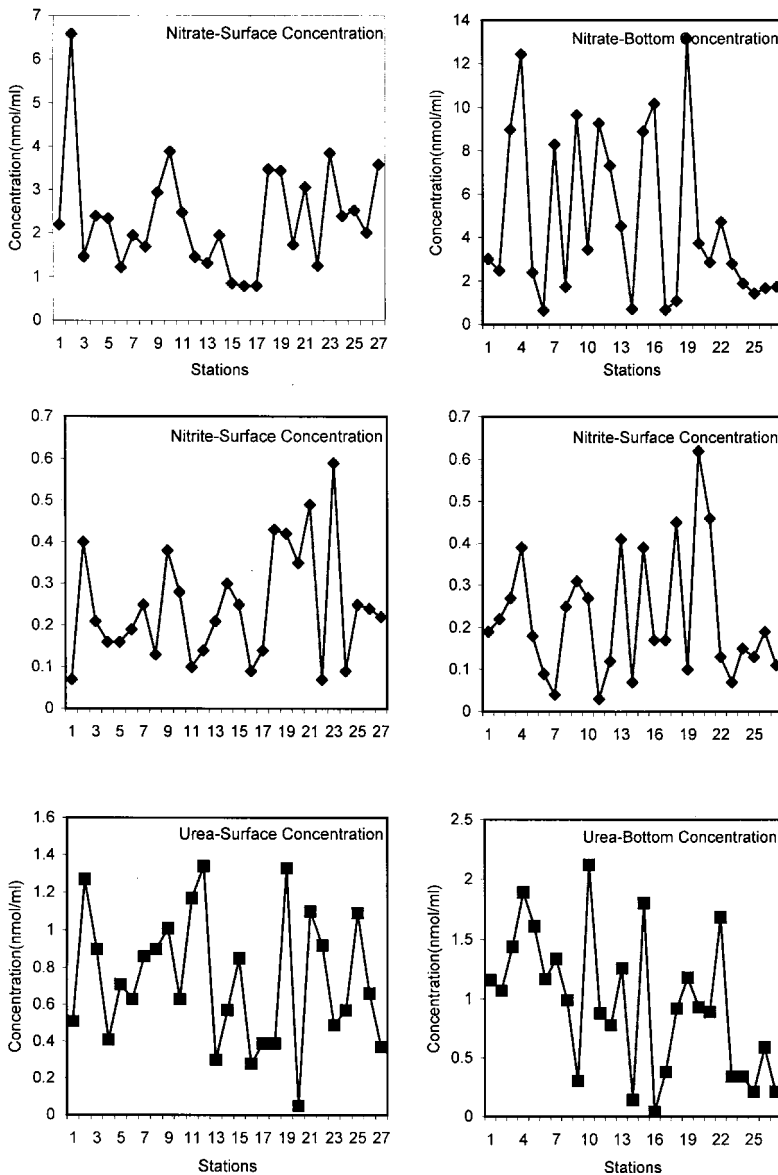 Nitrate-Surface Concentration
Concentration(nmol/ml)
7
6
5
4
3
2
1
0
1 3 5 7 9 11 13 15 17 19 21 23 25 27
Stations
Nitrate-Bottom Concentration
Concentration(nmol/ml)
14
12
10
8
6
4
2
0
1 4 7 10 13 16 19 22 25
Stations
Nitrite-Surface Concentration
0.7
0.6
0.5
0.4
0.3
0.2
0.1
0
1 3 5 7 9 11 13 15 17 19 21 23 25 27
Nitrite-Surface Concentration
0.7
0.6
0.5
0.4
0.3
0.2
0.1
0
1 4 7 10 13 16 19 22 25
Urea-Surface Concentration
Concentration(nmol/ml)
1.6
1.4
1.2
1
0.8
0.6
0.4
0.2
0
1 3 5 7 9 11 13 15 17 19 21 23 25 27
Stations
Urea-Bottom Concentration
Concentration(nmol/ml)
2.5
2
1.5
1
0.5
0
1 4 7 10 13 16 19 22 25
Stations